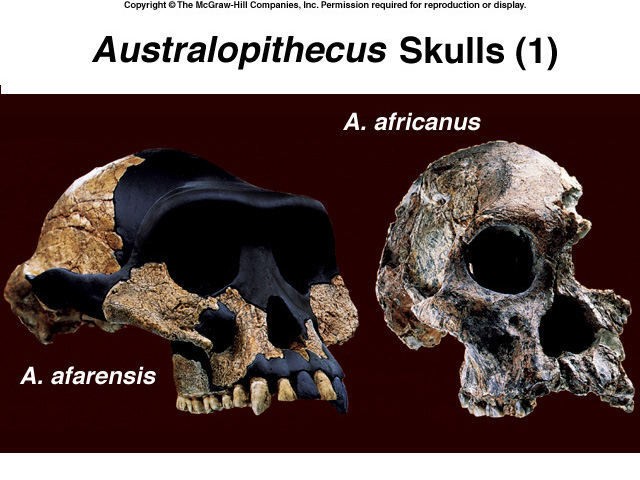 Copyright © The McGraw-Hill Companies, Inc. Permission required for reproduction or display.
Australopithecus Skulls (1)
A. africanus
A. afarensis